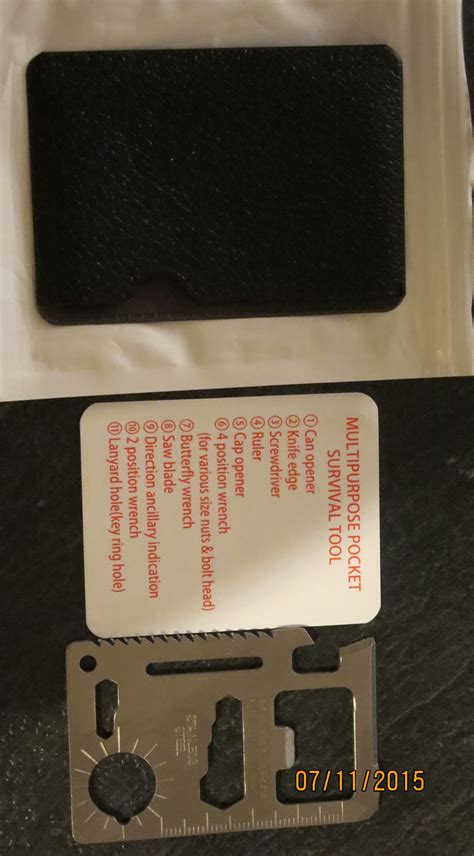 MULTIPURPOSE POCKET
SURVIVAL TOOL
① Can opener
② Knife edge
③ Screwdriver
④ Ruler
⑤ Cap opener
⑥ 4 position wrench
(for various size nuts & bolt head)
⑦ Butterfly wrench
⑧ Saw blade
⑨ Direction ancillary indication
⑩ 2 position wrench
⑪ Lanyard hole(key ring hole)
STAINLESS
07/11/2015